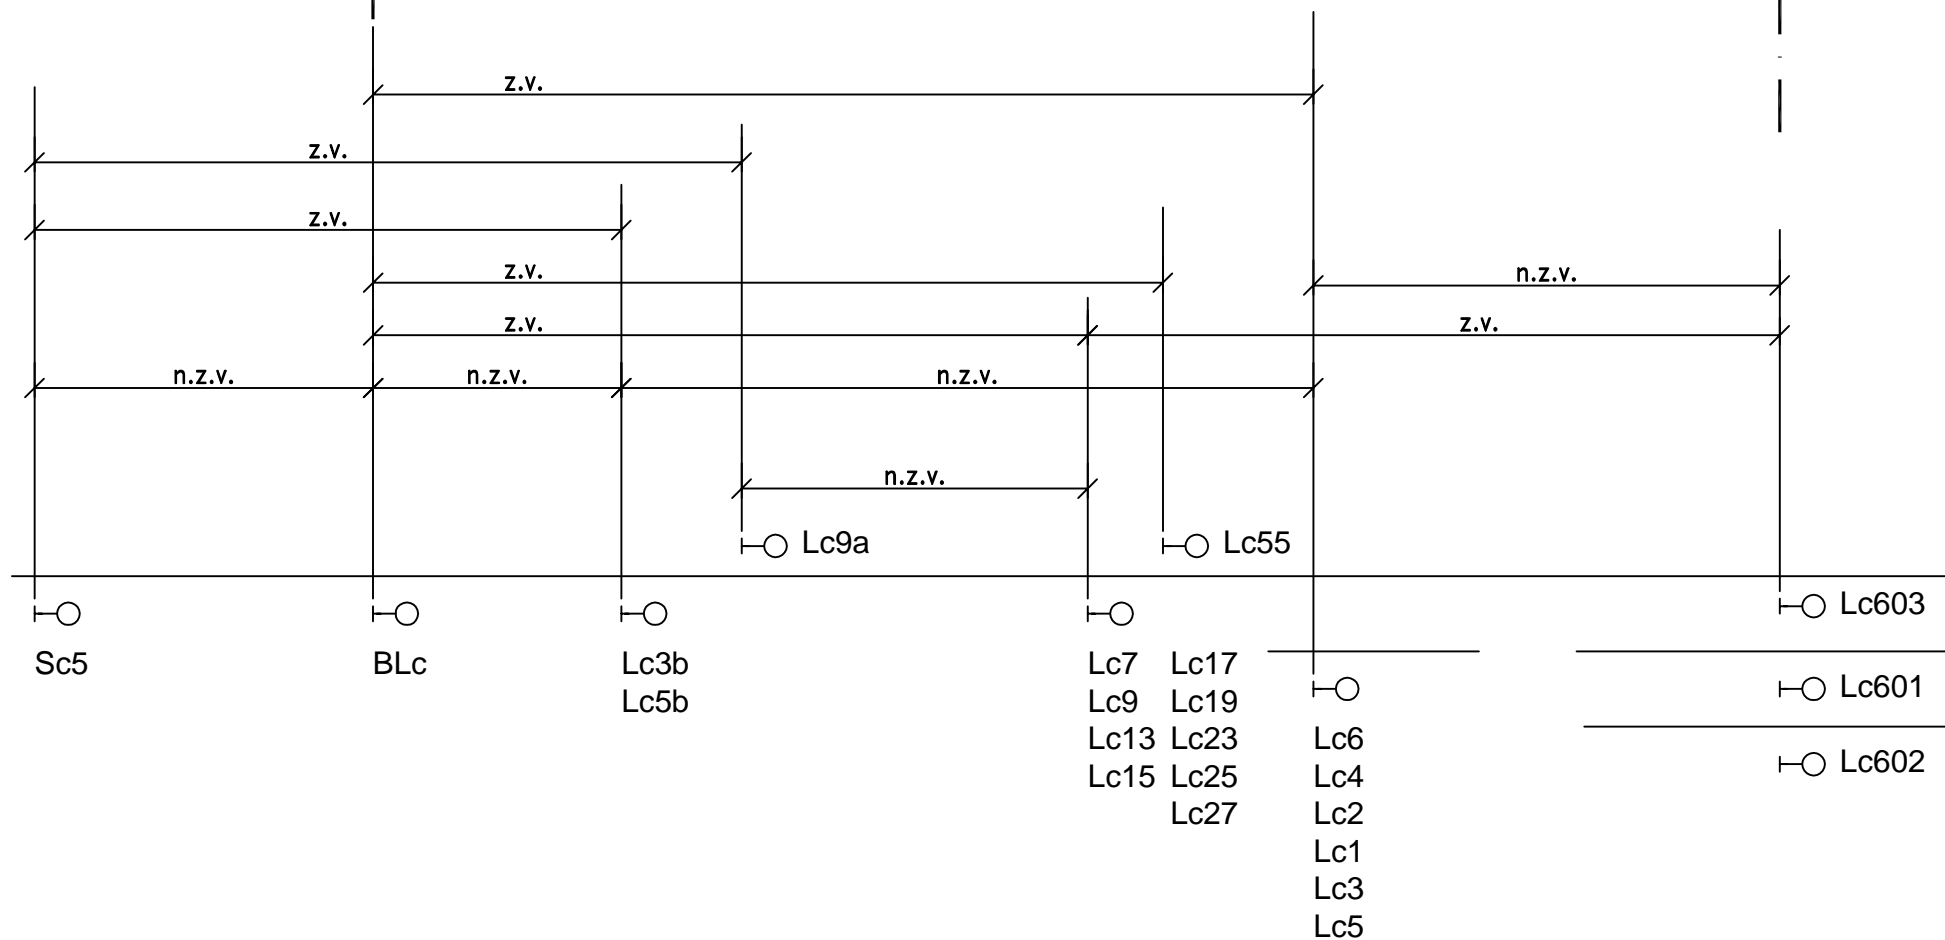 z.v.
z.v.
z.v.
z.v.
n.z.v.
z.v.
z.v.
n.z.v.
n.z.v.
n.z.v.
n.z.v.
Lc9a
Lc55
Lc603
Sc5
BLc
Lc3b
Lc5b
Lc7
Lc9
Lc13
Lc15
Lc17
Lc19
Lc23
Lc25
Lc27
Lc6
Lc4
Lc2
Lc1
Lc3
Lc5
Lc601
Lc602